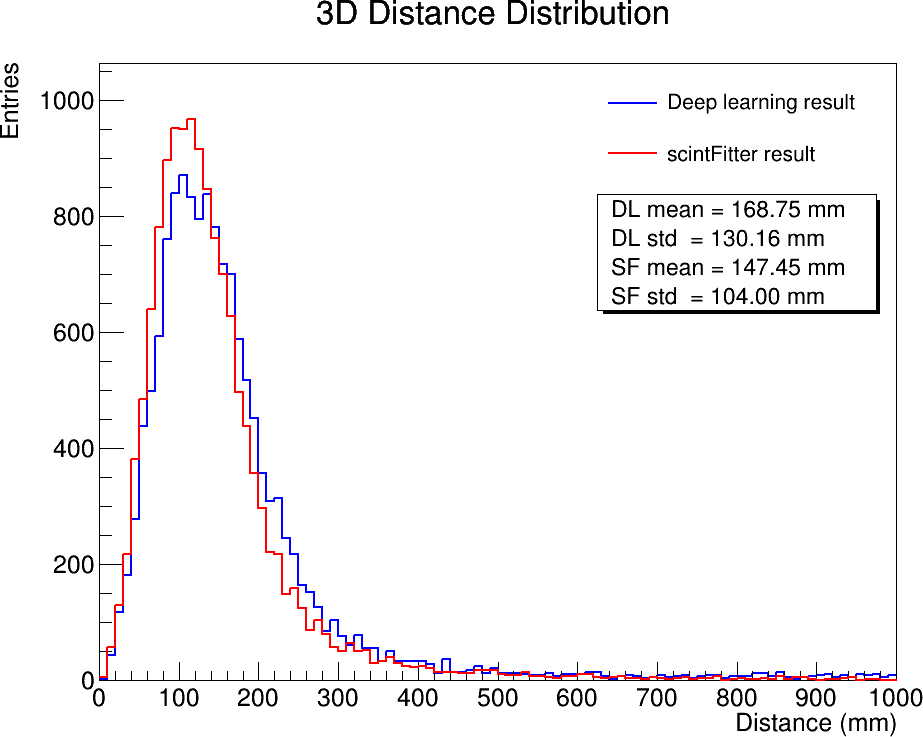 3D Distance Distribution
Entries
Deep learning result
scintFitter result
DL mean = 168.75 mm
DL std = 130.16 mm
SF mean = 147.45 mm
SF std = 104.00 mm
1000
800
600
400
200
0
0 100 200 300 400 500 600 700 800 900 1000
Distance (mm)